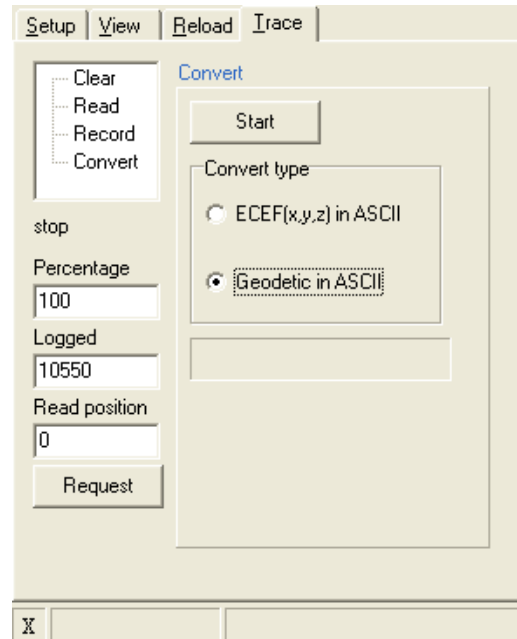 Setup View Reload Trace
Clear
Read
Record
Convert
stop
Percentage
100
Logged
10550
Read position
0
Request
Convert
Start
Convert type
ECEF(x,y,z) in ASCII
Geodetic in ASCII
X